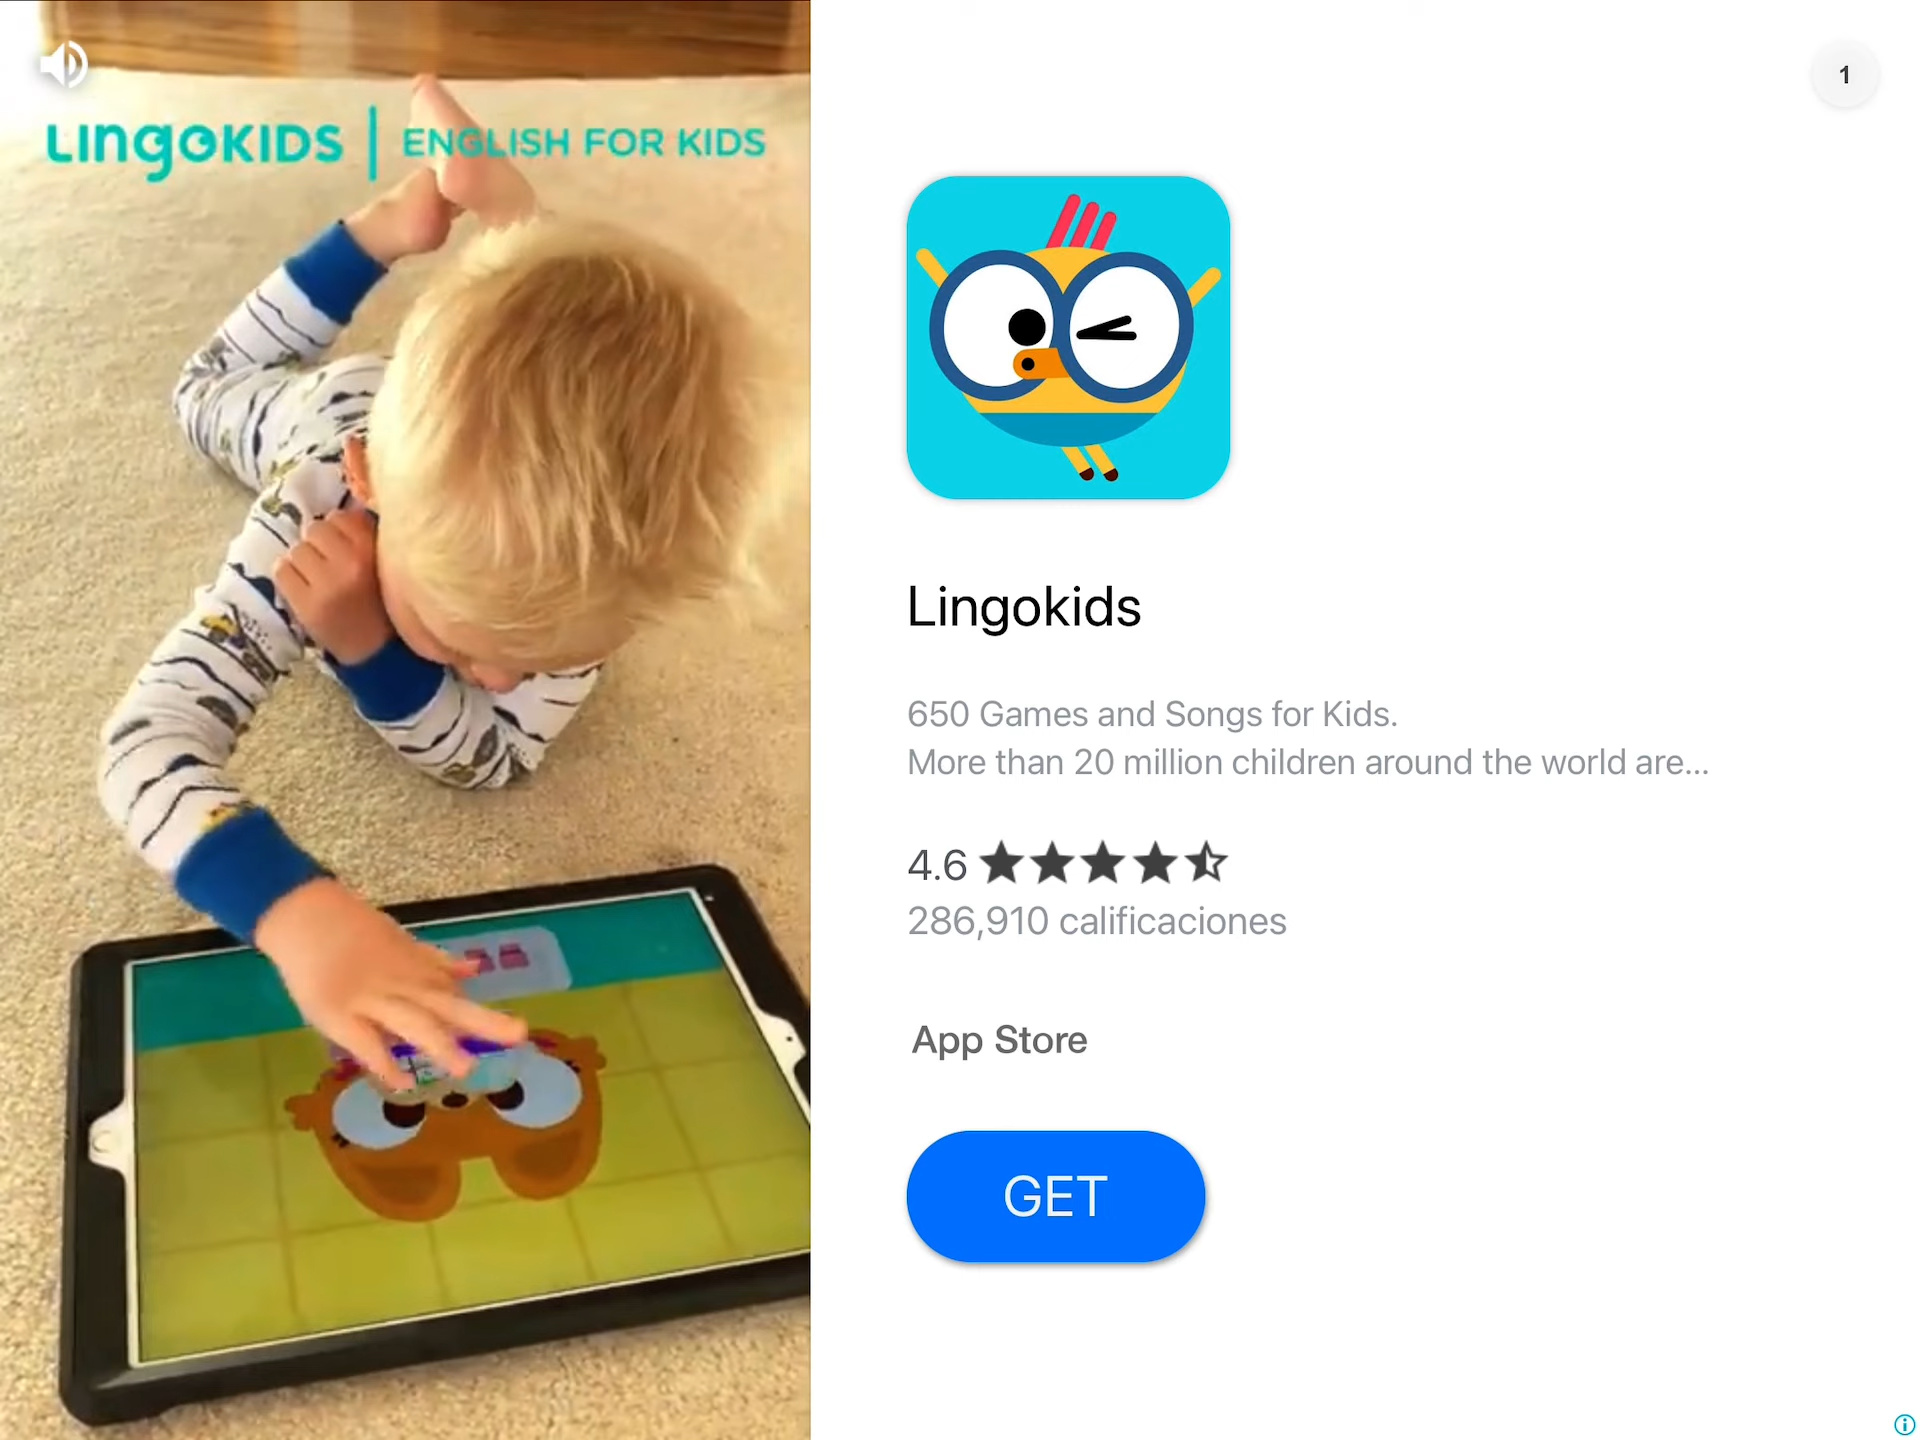 LINGOKIDS | ENGLISH FOR KIDS
1
Lingokids
650 Games and Songs for Kids.
More than 20 million children around the world are...
4.6
286,910 calificaciones
App Store
GET